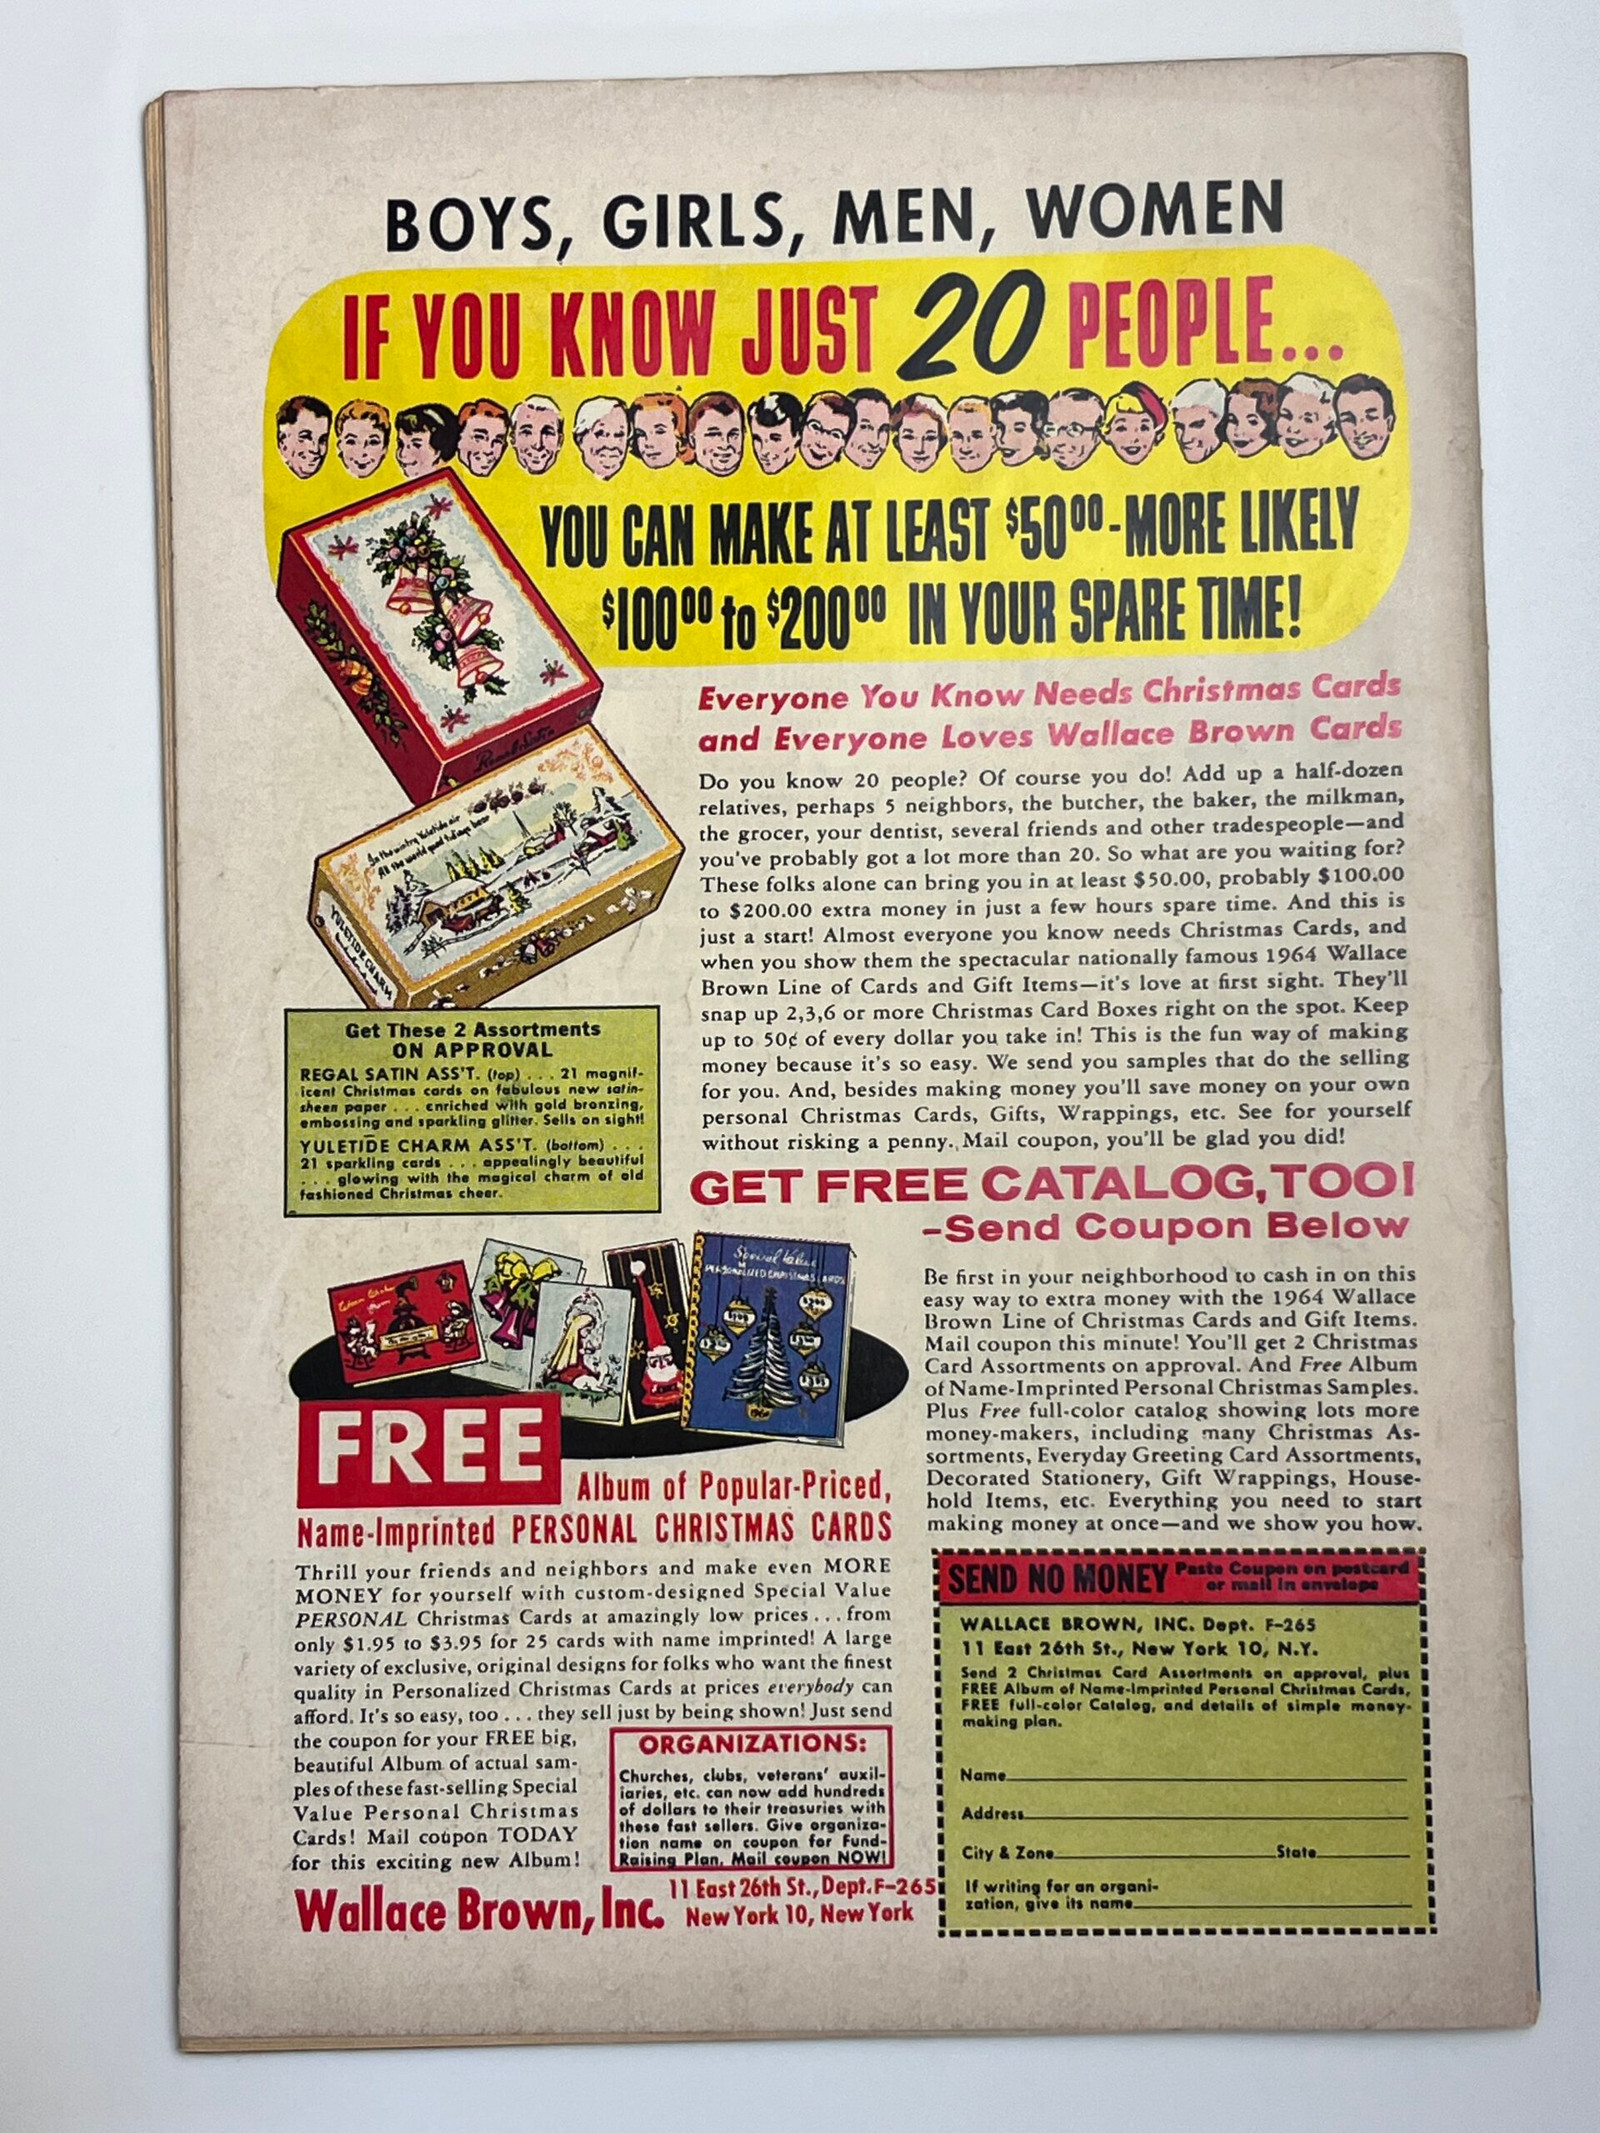 BOYS, GIRLS, MEN, WOMEN
IF YOU KNOW JUST 20 PEOPLE...
YOU CAN MAKE AT LEAST $5000-MORE LIKELY
$10000 to $20000 IN YOUR SPARE TIME!
Regal Satin
In the wintry Yuletide air
All the world good tidings bear
YULETIDE CHARM
Everyone You Know Needs Christmas Cards
and Everyone Loves Wallace Brown Cards
Do you know 20 people? Of course you do! Add up a half-dozen
relatives, perhaps 5 neighbors, the butcher, the baker, the milkman,
the grocer, your dentist, several friends and other tradespeople—and
you've probably got a lot more than 20. So what are you waiting for?
These folks alone can bring you in at least $50.00, probably $100.00
to $200.00 extra money in just a few hours spare time. And this is
just a start! Almost everyone you know needs Christmas Cards, and
when you show them the spectacular nationally famous 1964 Wallace
Brown Line of Cards and Gift Items—it's love at first sight. They'll
snap up 2,3,6 or more Christmas Card Boxes right on the spot. Keep
up to 50¢ of every dollar you take in! This is the fun way of making
money because it's so easy. We send you samples that do the selling
for you. And, besides making money you'll save money on your own
personal Christmas Cards, Gifts, Wrappings, etc. See for yourself
without risking a penny. Mail coupon, you'll be glad you did!
Get These 2 Assortments
ON APPROVAL
REGAL SATIN ASS'T. (top) . . . 21 magnif-
icent Christmas cards on fabulous new satin-
sheen paper . . . enriched with gold bronzing,
embossing and sparkling glitter. Sells on sight!
YULETIDE CHARM ASS'T. (bottom) . . .
21 sparkling cards . . . appealingly beautiful
. . . glowing with the magical charm of old
fashioned Christmas cheer.
GET FREE CATALOG, TOO!
-Send Coupon Below
Special Value
PERSONALIZED CHRISTMAS CARDS
FREE
Album of Popular-Priced,
Name-Imprinted PERSONAL CHRISTMAS CARDS
Thrill your friends and neighbors and make even MORE
MONEY for yourself with custom-designed Special Value
PERSONAL Christmas Cards at amazingly low prices . . . from
only $1.95 to $3.95 for 25 cards with name imprinted! A large
variety of exclusive, original designs for folks who want the finest
quality in Personalized Christmas Cards at prices everybody can
afford. It's so easy, too . . . they sell just by being shown! Just send
the coupon for your FREE big,
beautiful Album of actual sam-
ples of these fast-selling Special
Value Personal Christmas
Cards! Mail coupon TODAY
for this exciting new Album!
ORGANIZATIONS:
Churches, clubs, veterans' auxil-
iaries, etc. can now add hundreds
of dollars to their treasuries with
these fast sellers. Give organiza-
tion name on coupon for Fund-
Raising Plan. Mail coupon NOW!
Wallace Brown, Inc.
11 East 26th St., Dept. F-265
New York 10, New York
Be first in your neighborhood to cash in on this
easy way to extra money with the 1964 Wallace
Brown Line of Christmas Cards and Gift Items.
Mail coupon this minute! You'll get 2 Christmas
Card Assortments on approval. And Free Album
of Name-Imprinted Personal Christmas Samples.
Plus Free full-color catalog showing lots more
money-makers, including many Christmas As-
sortments, Everyday Greeting Card Assortments,
Decorated Stationery, Gift Wrappings, House-
hold Items, etc. Everything you need to start
making money at once—and we show you how.
SEND NO MONEY Paste Coupon on postcard
or mail in envelope
WALLACE BROWN, INC. Dept. F-265
11 East 26th St., New York 10, N.Y.
Send 2 Christmas Card Assortments on approval, plus
FREE Album of Name-Imprinted Personal Christmas Cards,
FREE full-color Catalog, and details of simple money-
making plan.
Name
Address
City & Zone State
If writing for an organi-
zation, give its name